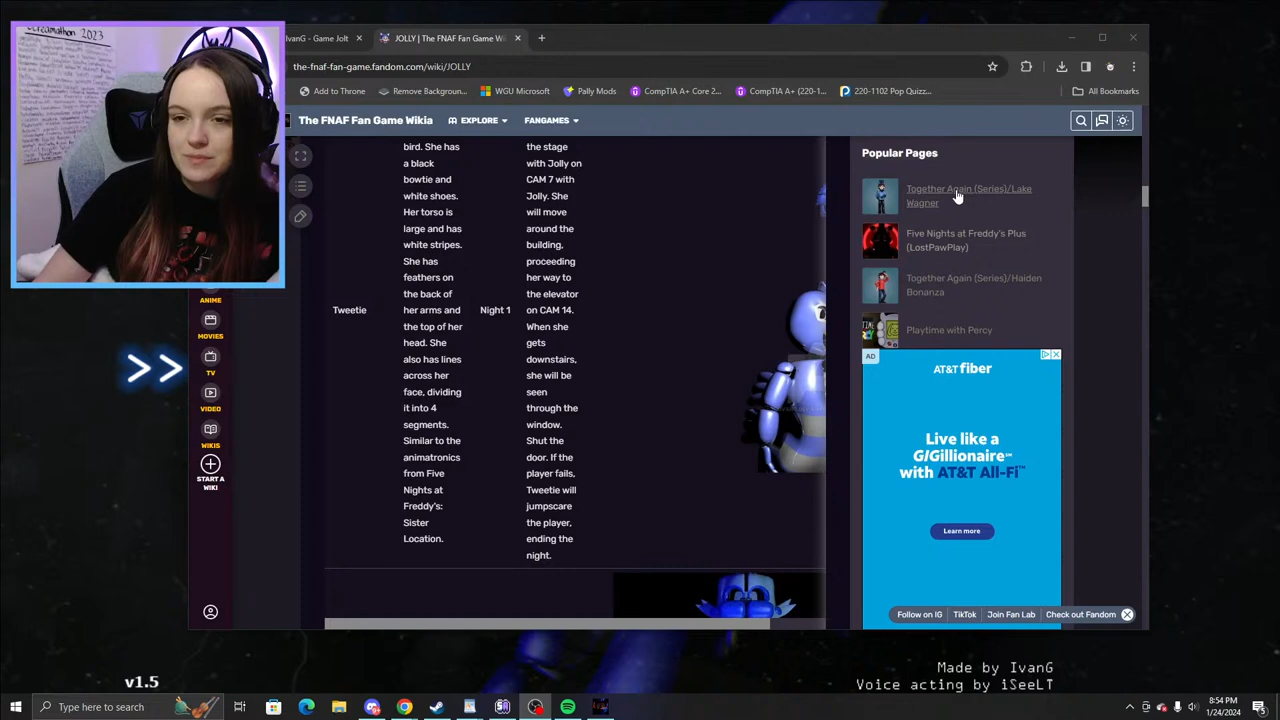 Screamathon 2023
IvanG - Game Jolt
JOLLY | The FNAF Fan Game W
the-fnaf-fan-game.fandom.com/wiki/JOLLY
Remove Background
W365 Microsoft
Pally Mods
CompTIA A+ Core 2
CompTIA A+ (220-1
220-1102 Pop Quizz...
All Bookmarks
The FNAF Fan Game Wikia
EXPLORE
FANGAMES
ANIME
MOVIES
TV
VIDEO
WIKIS
START A
WIKI
Tweetie
bird. She has
a black
bowtie and
white shoes.
Her torso is
large and has
white stripes.
She has
feathers on
the back of
her arms and
the top of her
head. She
also has lines
across her
face, dividing
it into 4
segments.
Similar to the
animatronics
from Five
Nights at
Freddy's:
Sister
Location.
Night 1
the stage
with Jolly on
CAM 7 with
Jolly. She
will move
around the
building,
proceeding
her way to
the elevator
on CAM 14.
When she
gets
downstairs,
she will be
seen
through the
window.
Shut the
door. If the
player fails,
Tweetie will
jumpscare
the player,
ending the
night.
Popular Pages
Together Again (Series)/Lake
Wagner
Five Nights at Freddy's Plus
(LostPawPlay)
Together Again (Series)/Haiden
Bonanza
Playtime with Percy
AD
AT&T fiber
Live like a
GIGillionaire℠
with AT&T All-Fi™
Learn more
Follow on IG
TikTok
Join Fan Lab
Check out Fandom
>>
v1.5
Made by IvanG
Voice acting by iSeeLT
Type here to search
8:54 PM
1/24/2024